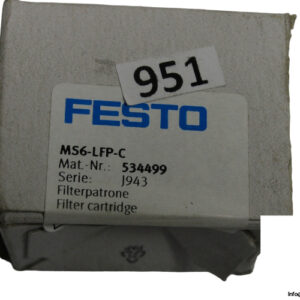 951
FESTO
MS6-LFP-C
Mat.-Nr.: 534499
Serie: J943
Filterpatrone
Filter cartridge